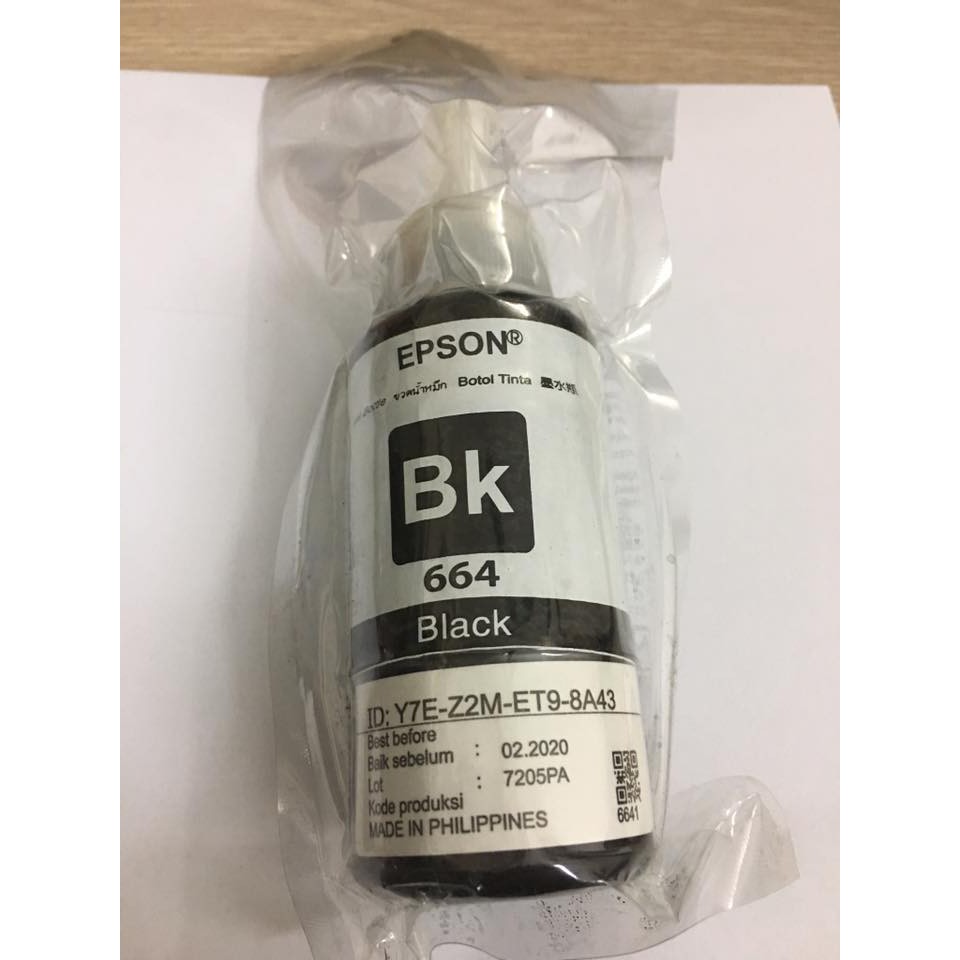 EPSON®
Bottle ขวดน้ำหมึก Botol Tinta 墨水瓶
Bk
664
Black
ID: Y7E-Z2M-ET9-8A43
Best before
Baik sebelum : 02.2020
Lot : 7205PA
Kode produksi
MADE IN PHILIPPINES
6641